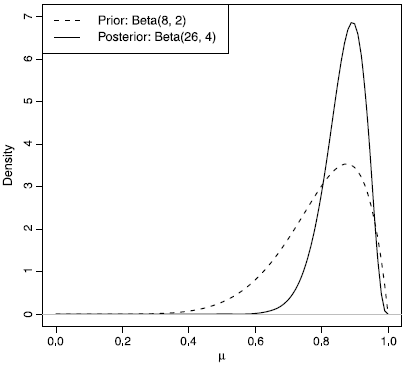 Prior: Beta(8, 2)
Posterior: Beta(26, 4)
Density
7
6
5
4
3
2
1
0
0,0 0,2 0,4 0,6 0,8 1,0
μ